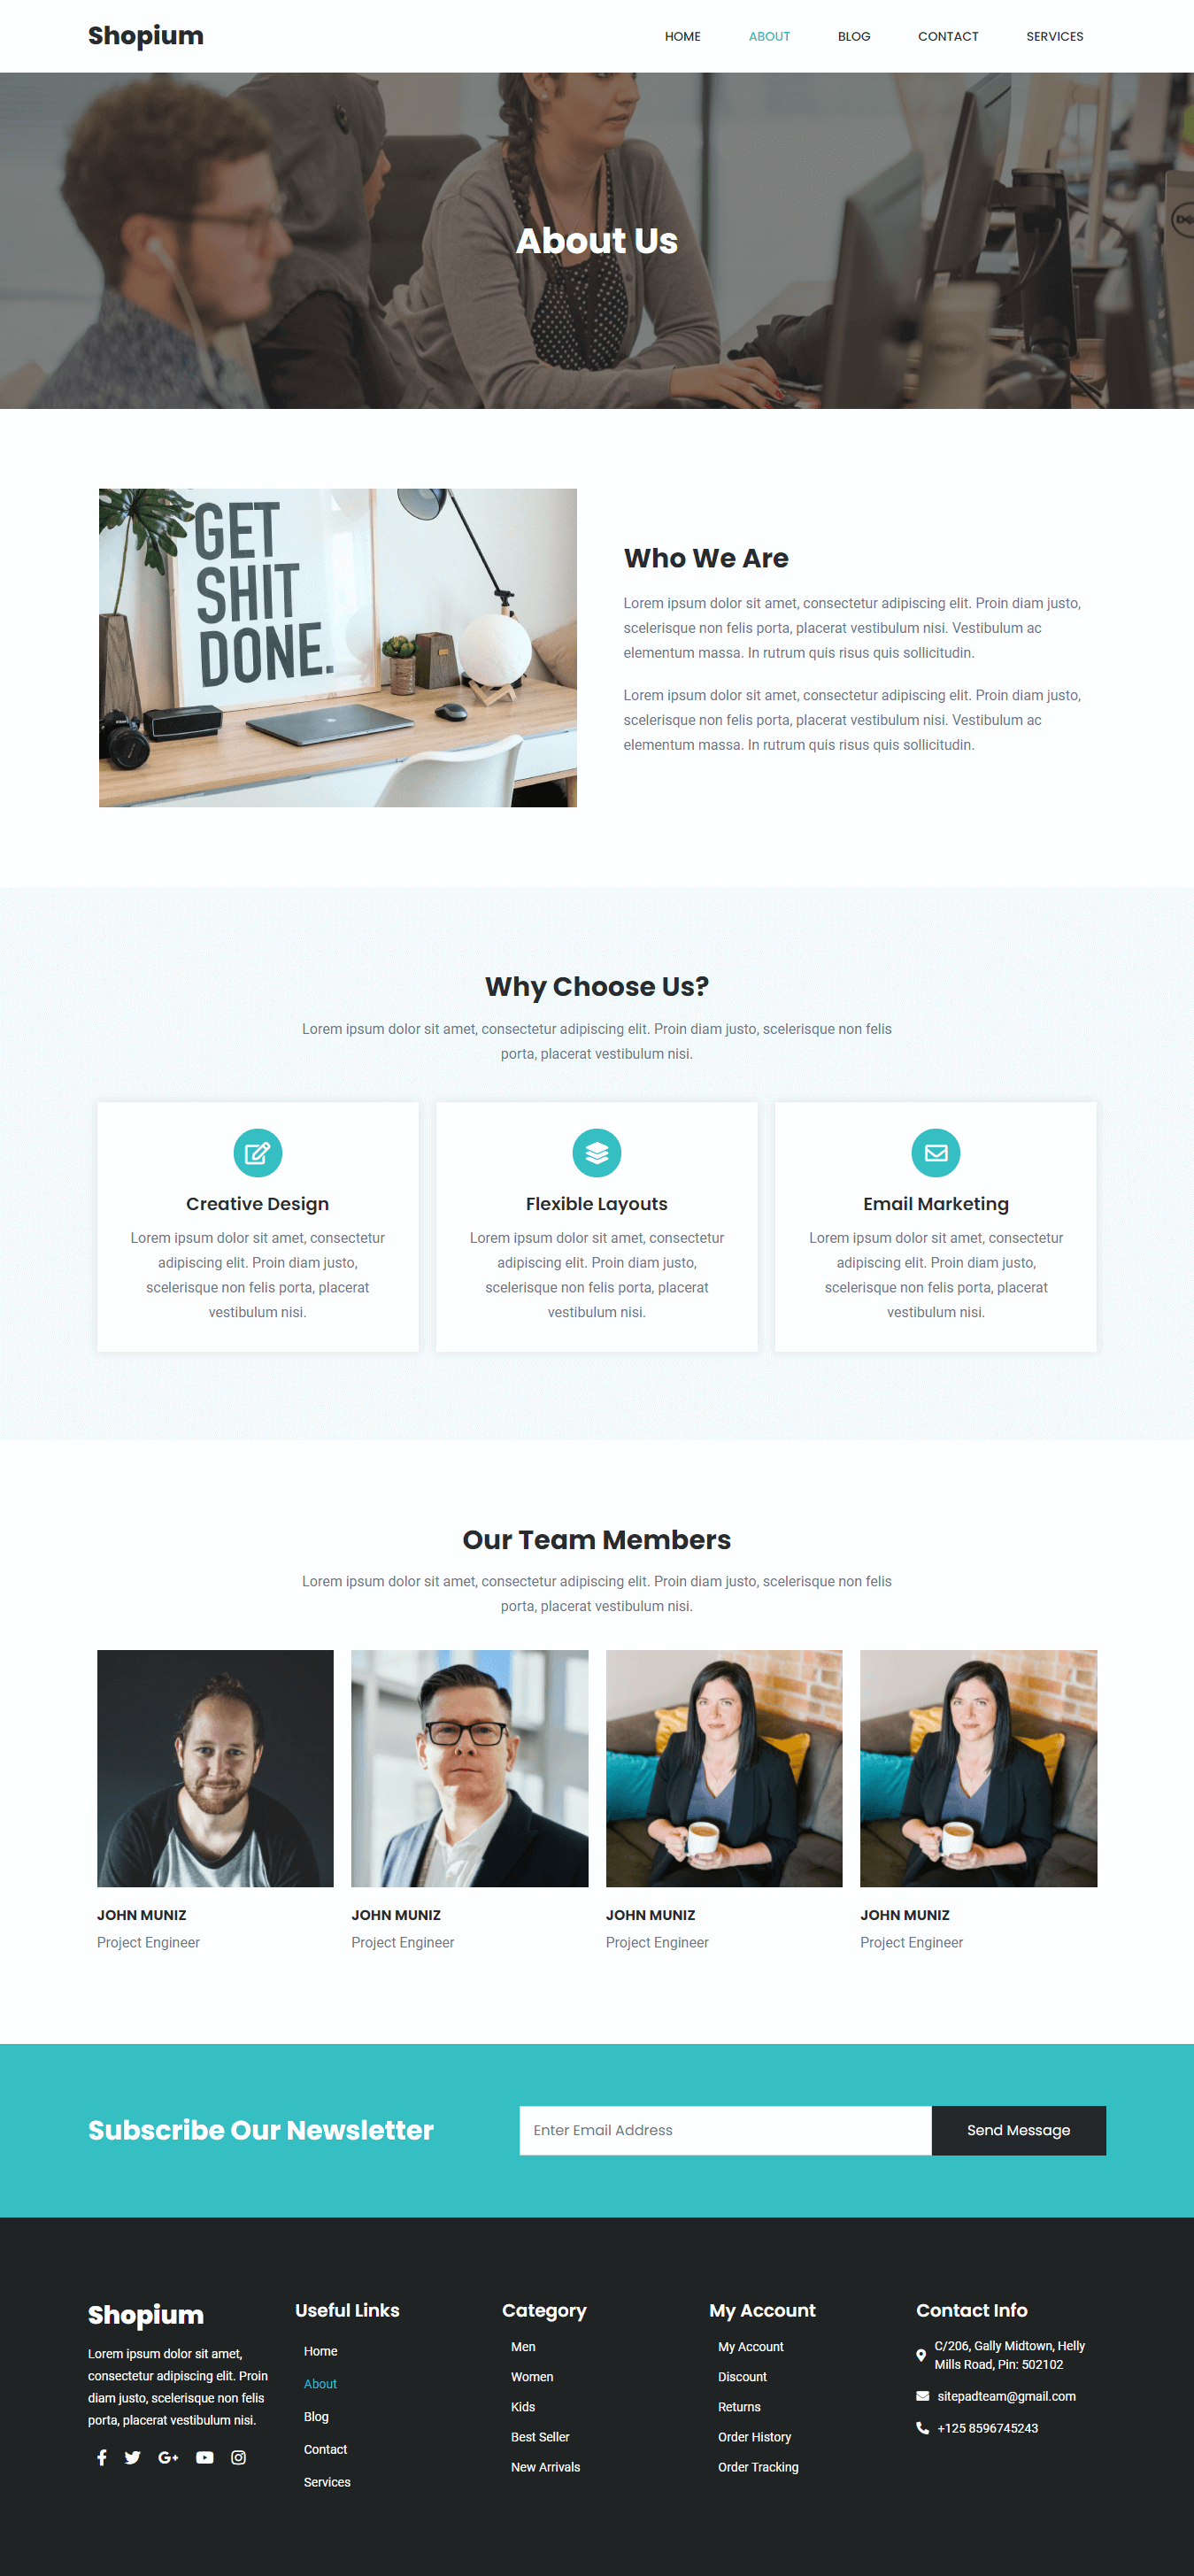 Shopium
HOME ABOUT BLOG CONTACT SERVICES
About Us
GET
SHIT
DONE.
Who We Are
Lorem ipsum dolor sit amet, consectetur adipiscing elit. Proin diam justo,
scelerisque non felis porta, placerat vestibulum nisi. Vestibulum ac
elementum massa. In rutrum quis risus quis sollicitudin.
Lorem ipsum dolor sit amet, consectetur adipiscing elit. Proin diam justo,
scelerisque non felis porta, placerat vestibulum nisi. Vestibulum ac
elementum massa. In rutrum quis risus quis sollicitudin.
Why Choose Us?
Lorem ipsum dolor sit amet, consectetur adipiscing elit. Proin diam justo, scelerisque non felis
porta, placerat vestibulum nisi.
Creative Design
Lorem ipsum dolor sit amet, consectetur
adipiscing elit. Proin diam justo,
scelerisque non felis porta, placerat
vestibulum nisi.
Flexible Layouts
Lorem ipsum dolor sit amet, consectetur
adipiscing elit. Proin diam justo,
scelerisque non felis porta, placerat
vestibulum nisi.
Email Marketing
Lorem ipsum dolor sit amet, consectetur
adipiscing elit. Proin diam justo,
scelerisque non felis porta, placerat
vestibulum nisi.
Our Team Members
Lorem ipsum dolor sit amet, consectetur adipiscing elit. Proin diam justo, scelerisque non felis
porta, placerat vestibulum nisi.
JOHN MUNIZ
Project Engineer
JOHN MUNIZ
Project Engineer
JOHN MUNIZ
Project Engineer
JOHN MUNIZ
Project Engineer
Subscribe Our Newsletter
Enter Email Address
Send Message
Shopium
Lorem ipsum dolor sit amet,
consectetur adipiscing elit. Proin
diam justo, scelerisque non felis
porta, placerat vestibulum nisi.
Useful Links
Home
About
Blog
Contact
Services
Category
Men
Women
Kids
Best Seller
New Arrivals
My Account
My Account
Discount
Returns
Order History
Order Tracking
Contact Info
C/206, Gally Midtown, Helly
Mills Road, Pin: 502102
sitepadteam@gmail.com
+125 8596745243